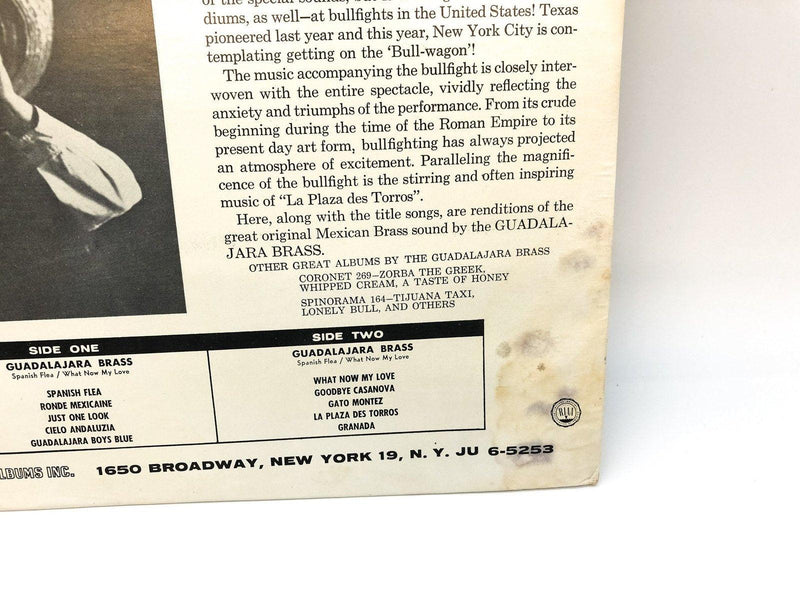 of the special sounds, but
diums, as well—at bullfights in the United States! Texas
pioneered last year and this year, New York City is con-
templating getting on the 'Bull-wagon'!
The music accompanying the bullfight is closely inter-
woven with the entire spectacle, vividly reflecting the
anxiety and triumphs of the performance. From its crude
beginning during the time of the Roman Empire to its
present day art form, bullfighting has always projected
an atmosphere of excitement. Paralleling the magnifi-
cence of the bullfight is the stirring and often inspiring
music of "La Plaza des Torros".
Here, along with the title songs, are renditions of the
great original Mexican Brass sound by the GUADALA-
JARA BRASS.
OTHER GREAT ALBUMS BY THE GUADALAJARA BRASS
CORONET 269—ZORBA THE GREEK,
WHIPPED CREAM, A TASTE OF HONEY
SPINORAMA 164—TIJUANA TAXI,
LONELY BULL, AND OTHERS
SIDE ONE
GUADALAJARA BRASS
Spanish Flea / What Now My Love
SPANISH FLEA
RONDE MEXICAINE
JUST ONE LOOK
CIELO ANDALUZIA
GUADALAJARA BOYS BLUE
SIDE TWO
GUADALAJARA BRASS
Spanish Flea / What Now My Love
WHAT NOW MY LOVE
GOODBYE CASANOVA
GATO MONTEZ
LA PLAZA DES TORROS
GRANADA
LBUMS INC. 1650 BROADWAY, NEW YORK 19, N. Y. JU 6-5253